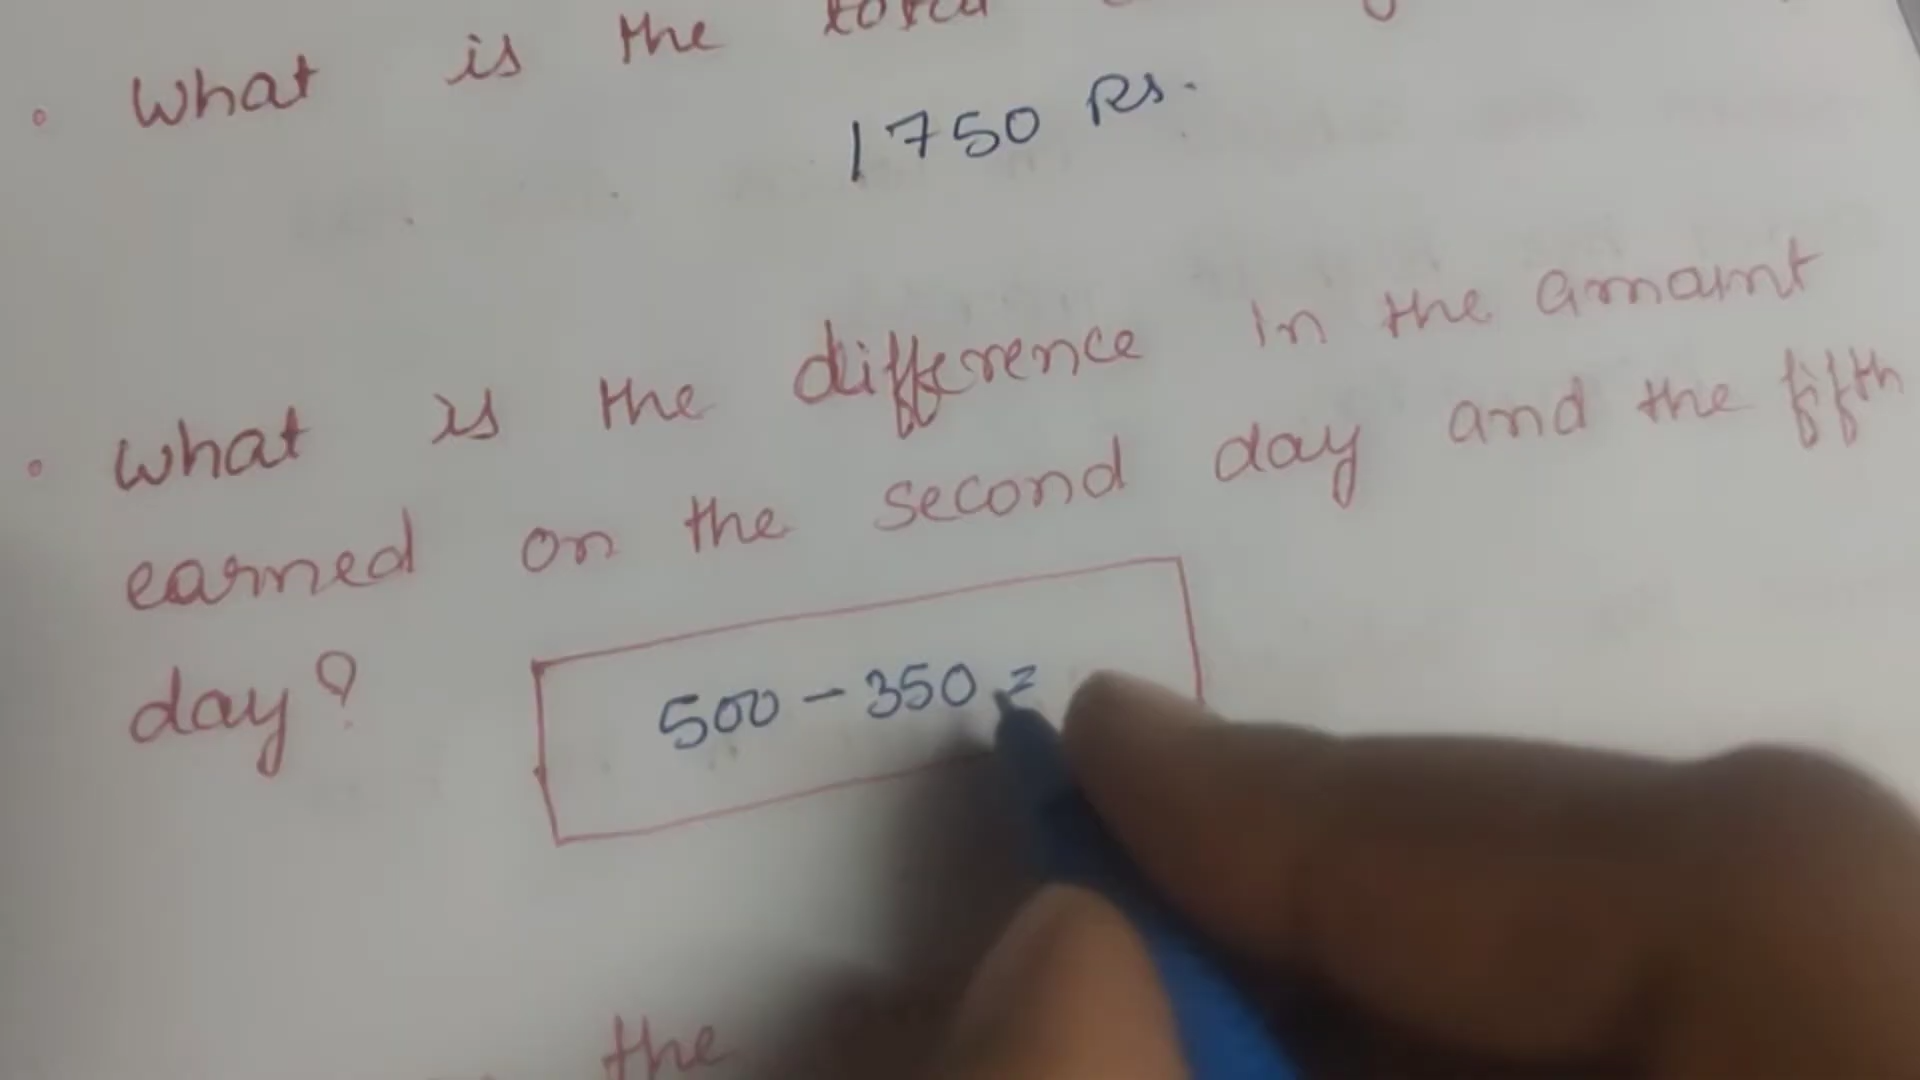 What is the total
1750 Rs.
What is the difference in the amount
earned on the second day and the fifth
day?
500 - 350 =
the